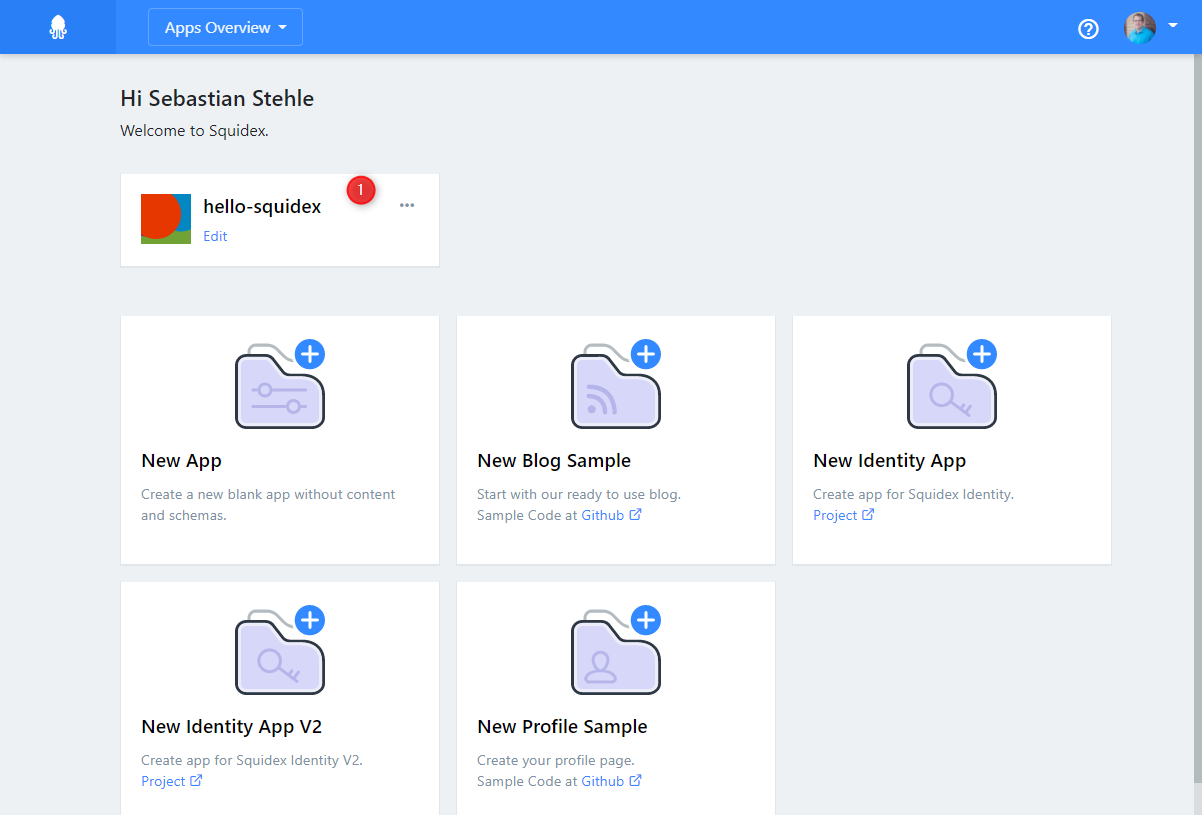 Apps Overview
Hi Sebastian Stehle
Welcome to Squidex.
hello-squidex
1
Edit
New App
Create a new blank app without content
and schemas.
New Blog Sample
Start with our ready to use blog.
Sample Code at Github
New Identity App
Create app for Squidex Identity.
Project
New Identity App V2
Create app for Squidex Identity V2.
Project
New Profile Sample
Create your profile page.
Sample Code at Github